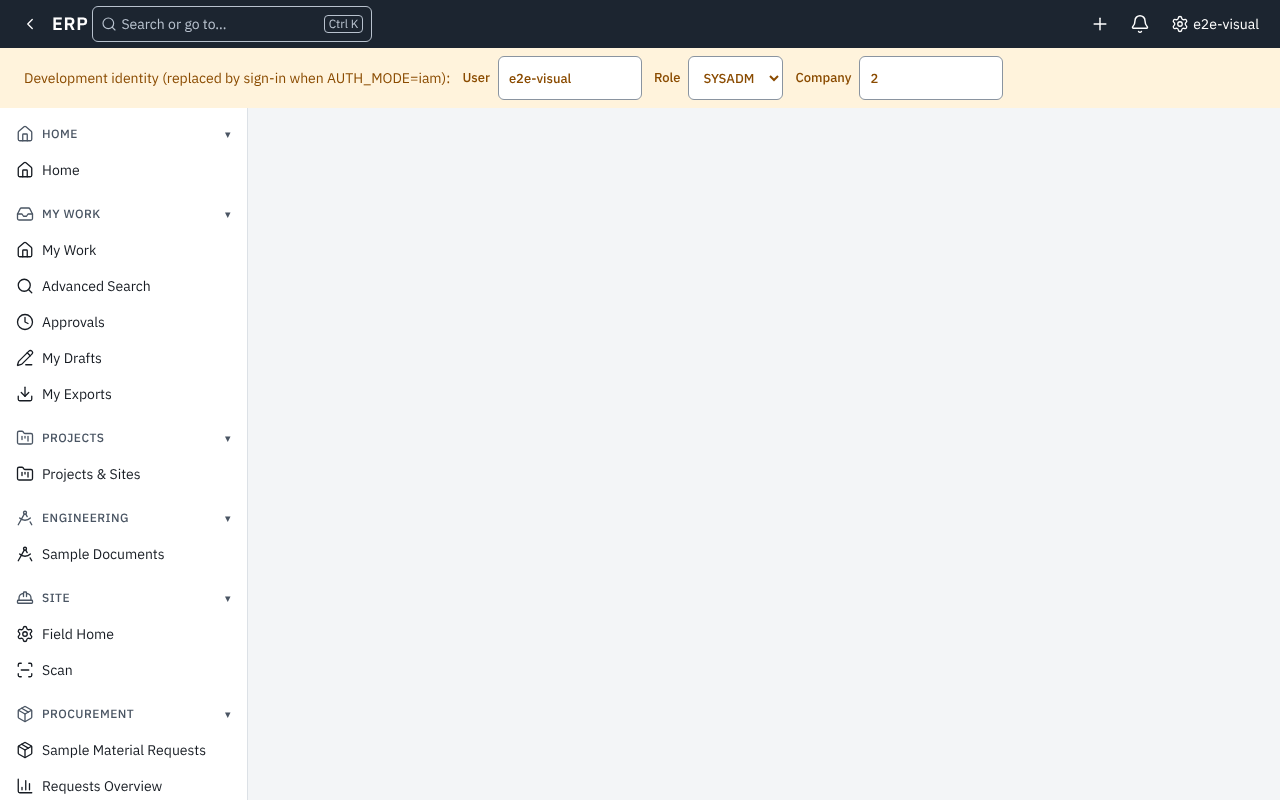 ERP Search or go to... Ctrl K e2e-visual
Development identity (replaced by sign-in when AUTH_MODE=iam): User e2e-visual Role SYSADM Company 2
HOME
Home
MY WORK
My Work
Advanced Search
Approvals
My Drafts
My Exports
PROJECTS
Projects & Sites
ENGINEERING
Sample Documents
SITE
Field Home
Scan
PROCUREMENT
Sample Material Requests
Requests Overview